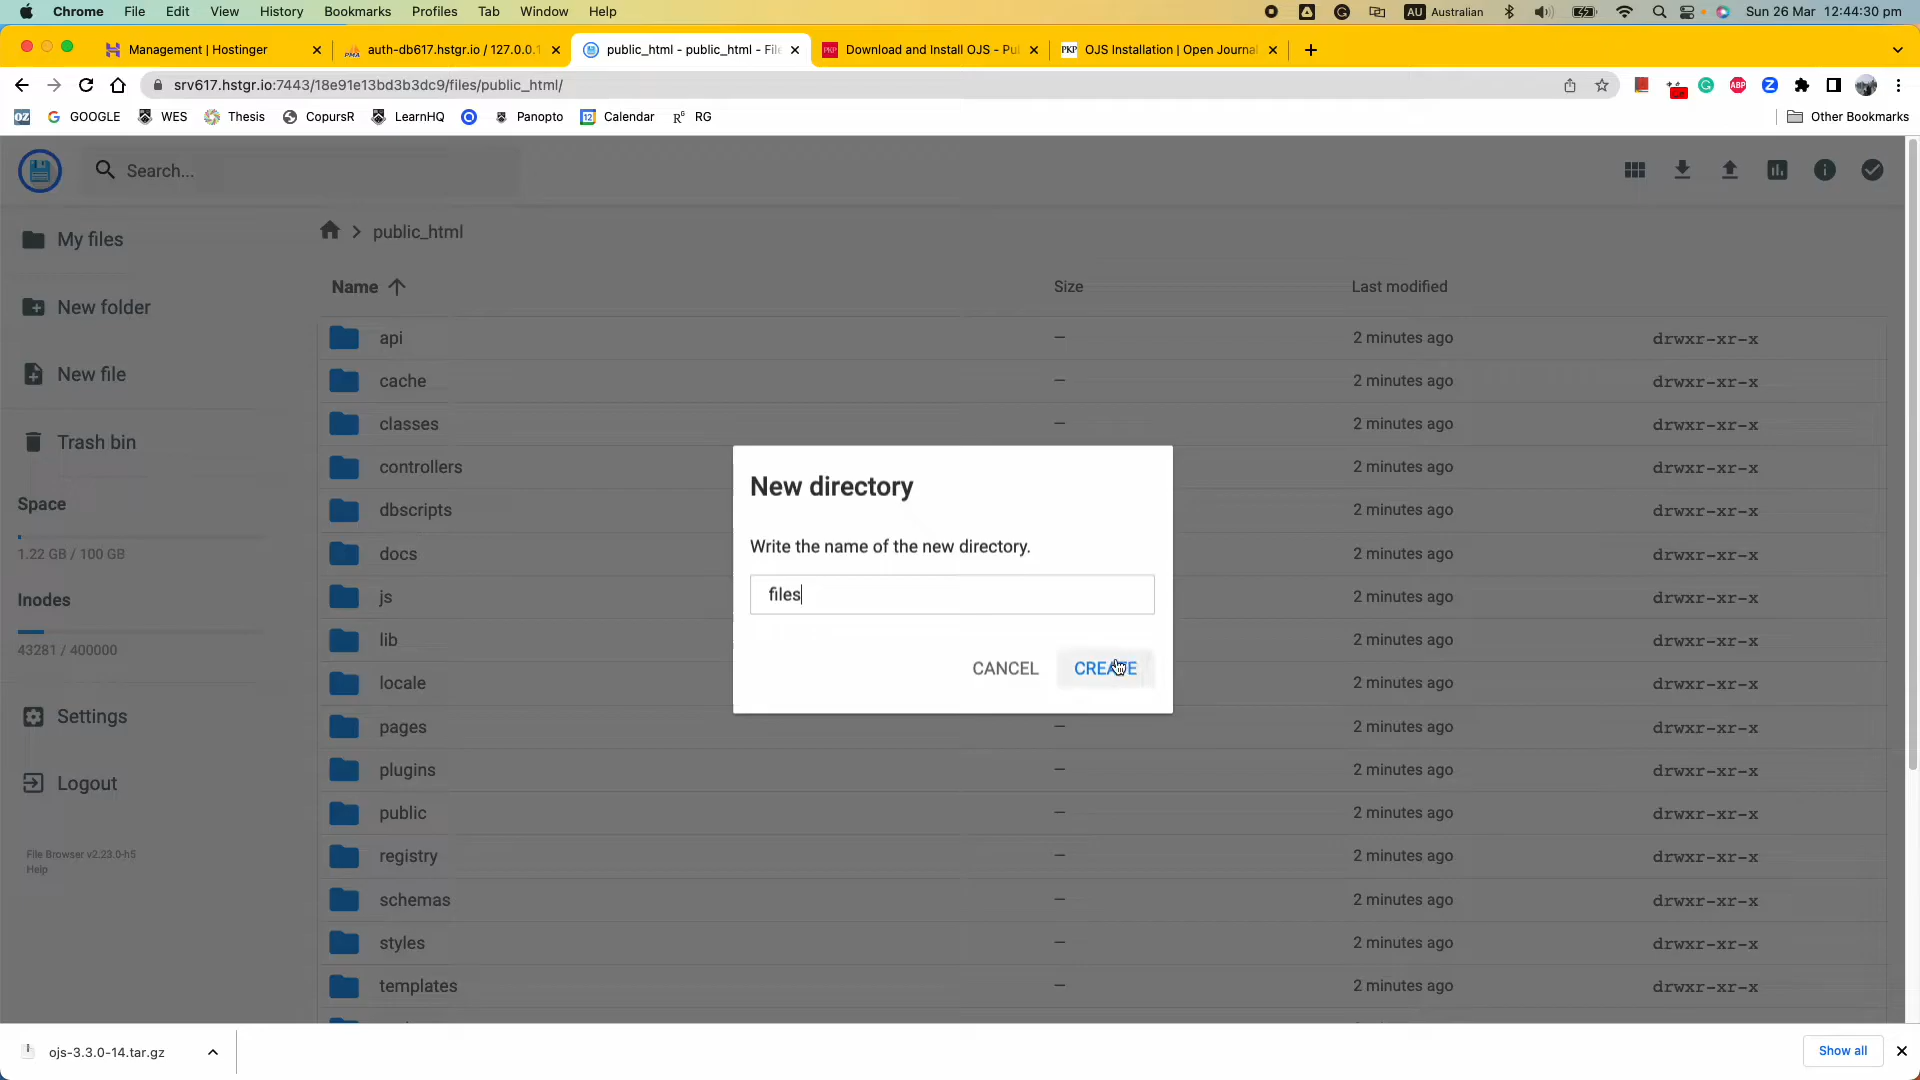 Chrome File Edit View History Bookmarks Profiles Tab Window Help AU Australian Sun 26 Mar 12:44:30 pm
Management | Hostinger auth-db617.hstgr.io / 127.0.0.1 public_html - public_html - File Download and Install OJS - Pu OJS Installation | Open Journa
srv617.hstgr.io:7443/18e91e13bd3b3dc9/files/public_html/
GOOGLE WES Thesis CopursR LearnHQ Panopto Calendar RG Other Bookmarks
Search...
My files
New folder
New file
Trash bin
Space
1.22 GB / 100 GB
Inodes
43281 / 400000
Settings
Logout
File Browser v2.23.0-h5
Help
public_html
Name Size Last modified
api — 2 minutes ago drwxr-xr-x
cache — 2 minutes ago drwxr-xr-x
classes — 2 minutes ago drwxr-xr-x
controllers 2 minutes ago drwxr-xr-x
dbscripts 2 minutes ago drwxr-xr-x
docs 2 minutes ago drwxr-xr-x
js 2 minutes ago drwxr-xr-x
lib 2 minutes ago drwxr-xr-x
locale 2 minutes ago drwxr-xr-x
pages — 2 minutes ago drwxr-xr-x
plugins — 2 minutes ago drwxr-xr-x
public — 2 minutes ago drwxr-xr-x
registry — 2 minutes ago drwxr-xr-x
schemas — 2 minutes ago drwxr-xr-x
styles — 2 minutes ago drwxr-xr-x
templates — 2 minutes ago drwxr-xr-x
New directory
Write the name of the new directory.
files
CANCEL CREATE
ojs-3.3.0-14.tar.gz Show all